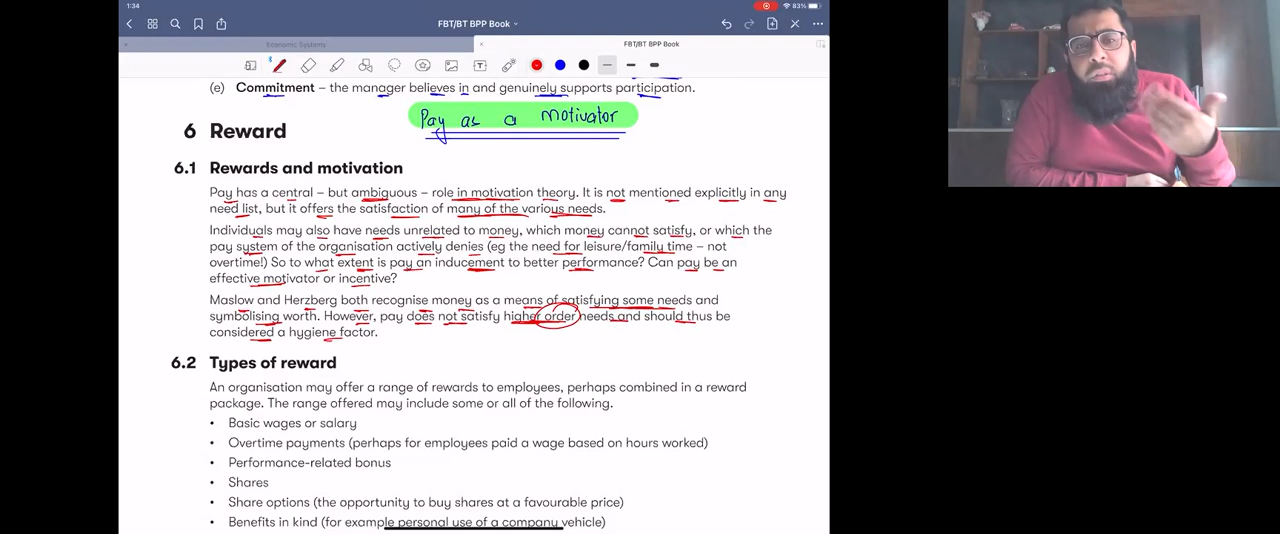 1:34
83%
FBT/BT BPP Book
Economic Systems
FBT/BT BPP Book
(e) Commitment – the manager believes in and genuinely supports participation.
Pay as a motivator
6 Reward
6.1 Rewards and motivation
Pay has a central – but ambiguous – role in motivation theory. It is not mentioned explicitly in any
need list, but it offers the satisfaction of many of the various needs.
Individuals may also have needs unrelated to money, which money cannot satisfy, or which the
pay system of the organisation actively denies (eg the need for leisure/family time – not
overtime!) So to what extent is pay an inducement to better performance? Can pay be an
effective motivator or incentive?
Maslow and Herzberg both recognise money as a means of satisfying some needs and
symbolising worth. However, pay does not satisfy higher order needs and should thus be
considered a hygiene factor.
6.2 Types of reward
An organisation may offer a range of rewards to employees, perhaps combined in a reward
package. The range offered may include some or all of the following.
• Basic wages or salary
• Overtime payments (perhaps for employees paid a wage based on hours worked)
• Performance-related bonus
• Shares
• Share options (the opportunity to buy shares at a favourable price)
• Benefits in kind (for example personal use of a company vehicle)